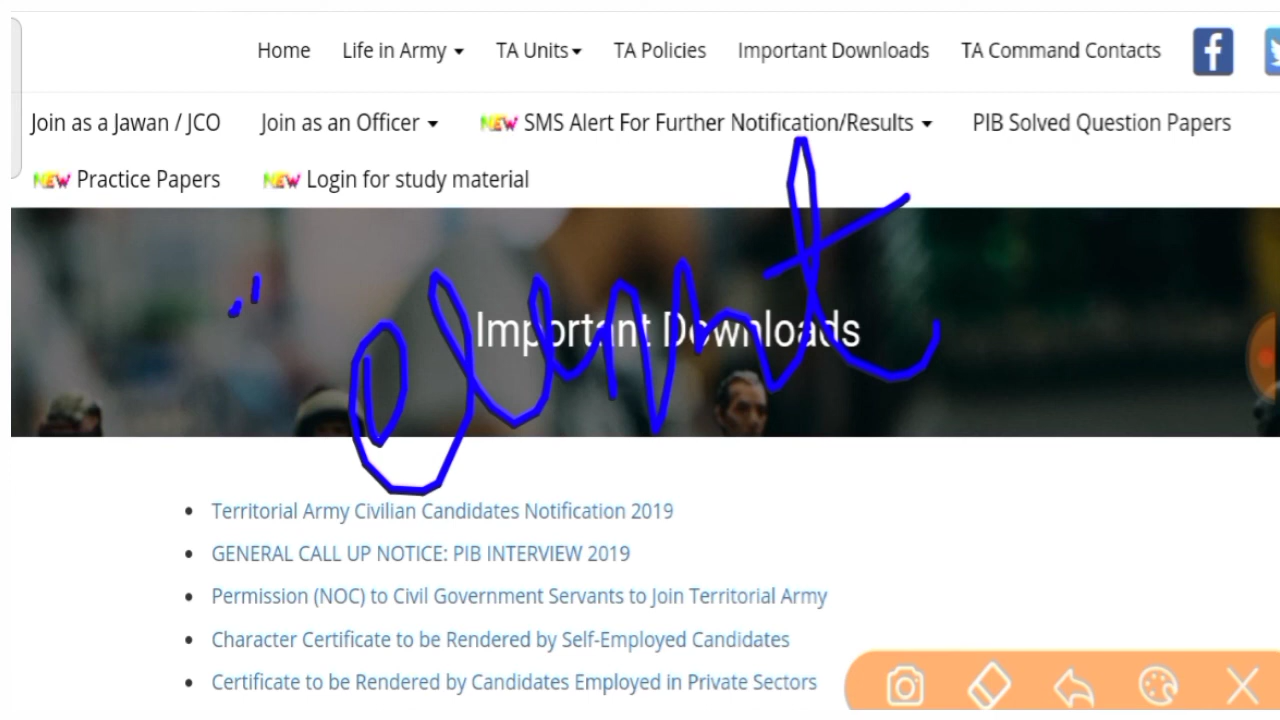 Home Life in Army TA Units TA Policies Important Downloads TA Command Contacts
Join as a Jawan / JCO Join as an Officer NEW SMS Alert For Further Notification/Results PIB Solved Question Papers
NEW Practice Papers NEW Login for study material
Important Downloads
Territorial Army Civilian Candidates Notification 2019
GENERAL CALL UP NOTICE: PIB INTERVIEW 2019
Permission (NOC) to Civil Government Servants to Join Territorial Army
Character Certificate to be Rendered by Self-Employed Candidates
Certificate to be Rendered by Candidates Employed in Private Sectors